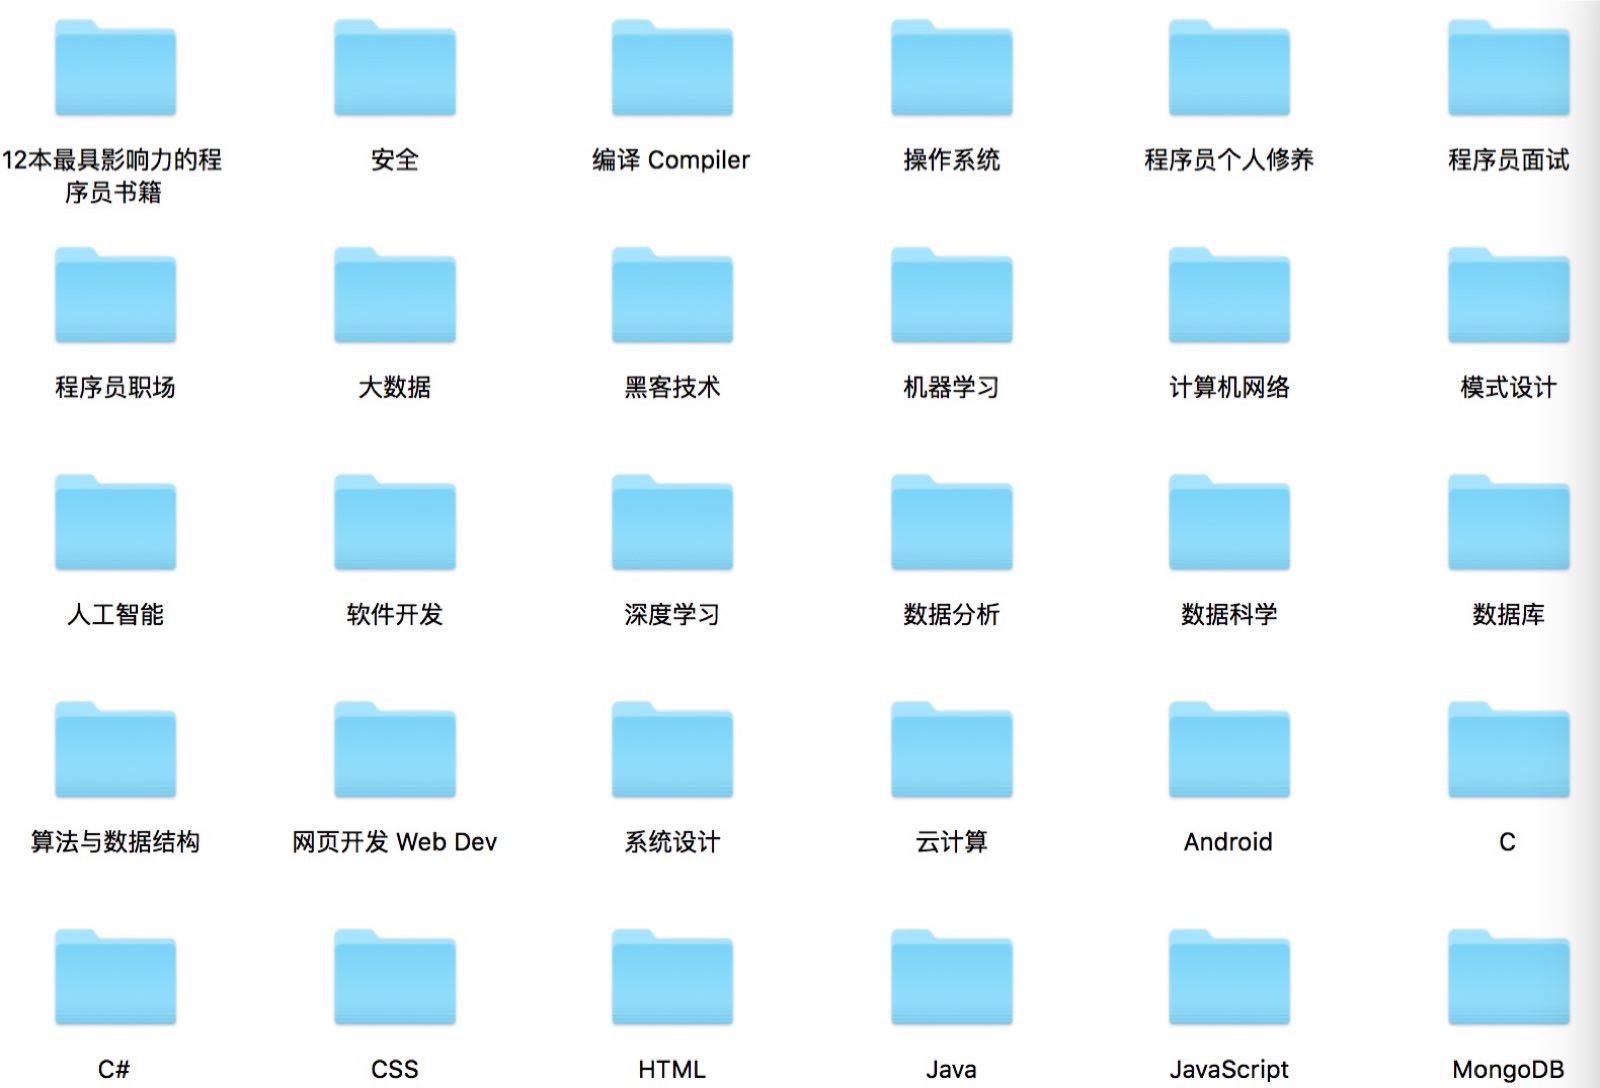 12本最具影响力的程
序员书籍
安全
编译 Compiler
操作系统
程序员个人修养
程序员面试
程序员职场
大数据
黑客技术
机器学习
计算机网络
模式设计
人工智能
软件开发
深度学习
数据分析
数据科学
数据库
算法与数据结构
网页开发 Web Dev
系统设计
云计算
Android
C
C#
CSS
HTML
Java
JavaScript
MongoDB